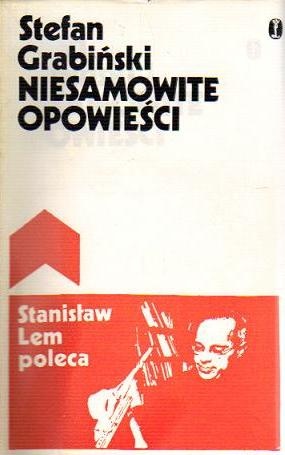 Stefan
Grabiński
NIESAMOWITE
OPOWIEŚCI
Stanisław
Lem
poleca